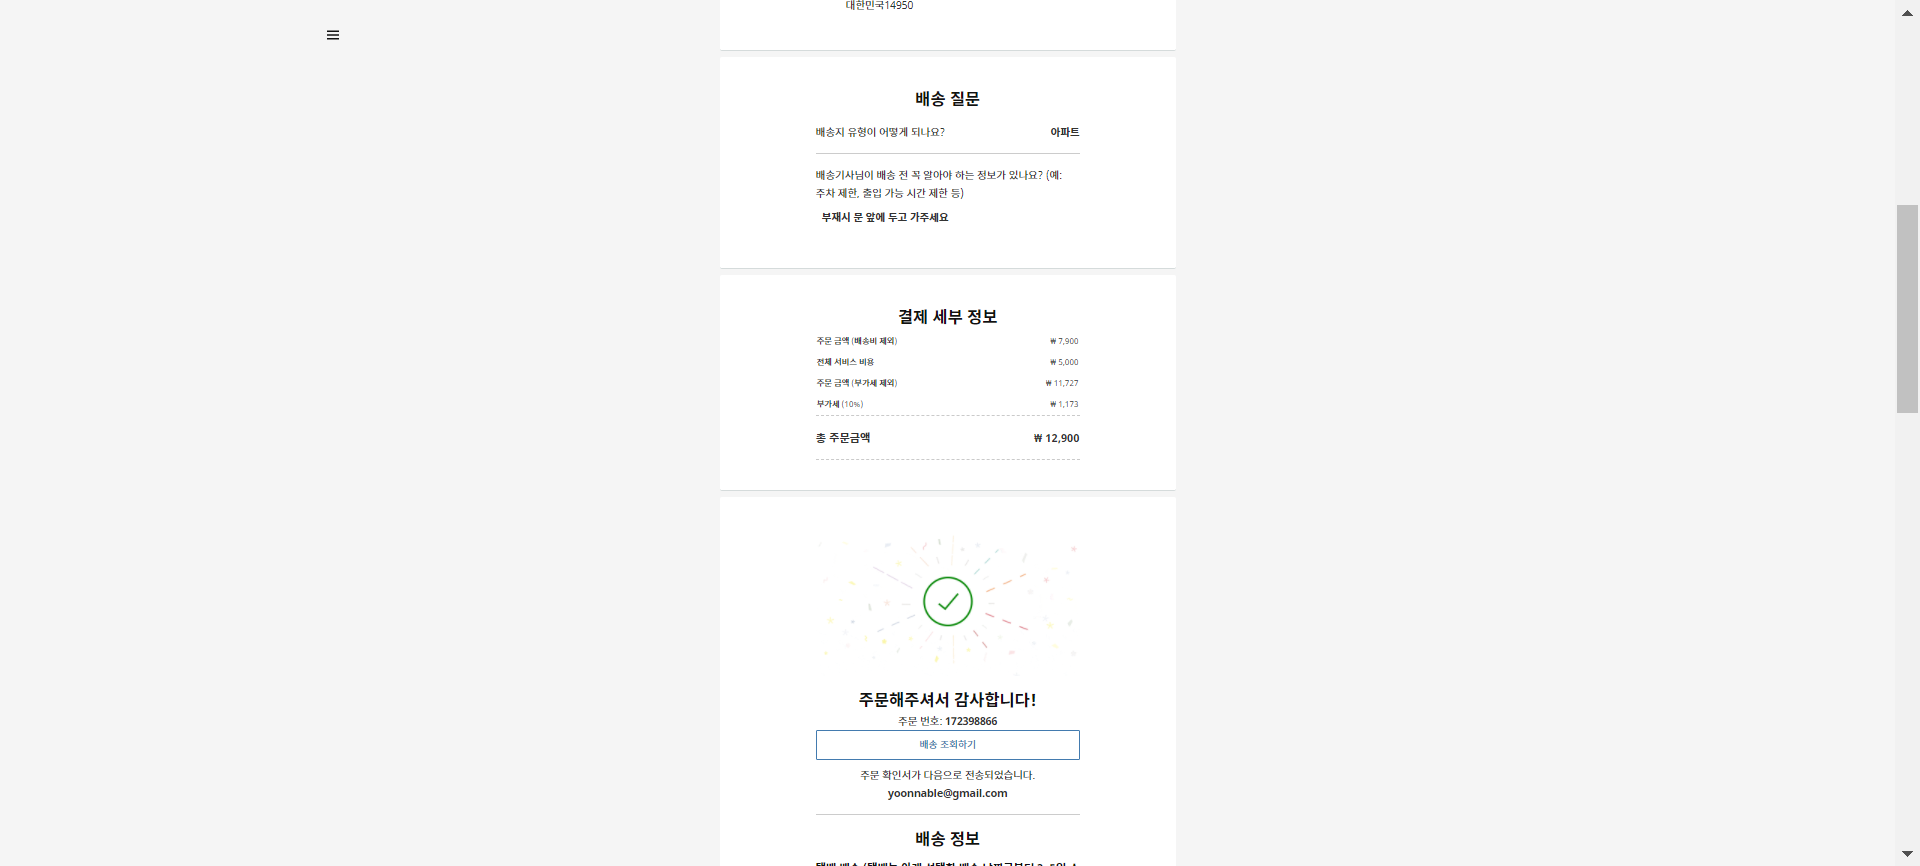 대한민국14950
배송 질문
배송지 유형이 어떻게 되나요? 아파트
배송기사님이 배송 전 꼭 알아야 하는 정보가 있나요? (예:
주차 제한, 출입 가능 시간 제한 등)
부재시 문 앞에 두고 가주세요
결제 세부 정보
주문 금액 (배송비 제외) ₩ 7,900
전체 서비스 비용 ₩ 5,000
주문 금액 (부가세 제외) ₩ 11,727
부가세 (10%) ₩ 1,173
총 주문금액 ₩ 12,900
주문해주셔서 감사합니다!
주문 번호: 172398866
배송 조회하기
주문 확인서가 다음으로 전송되었습니다.
yoonnable@gmail.com
배송 정보